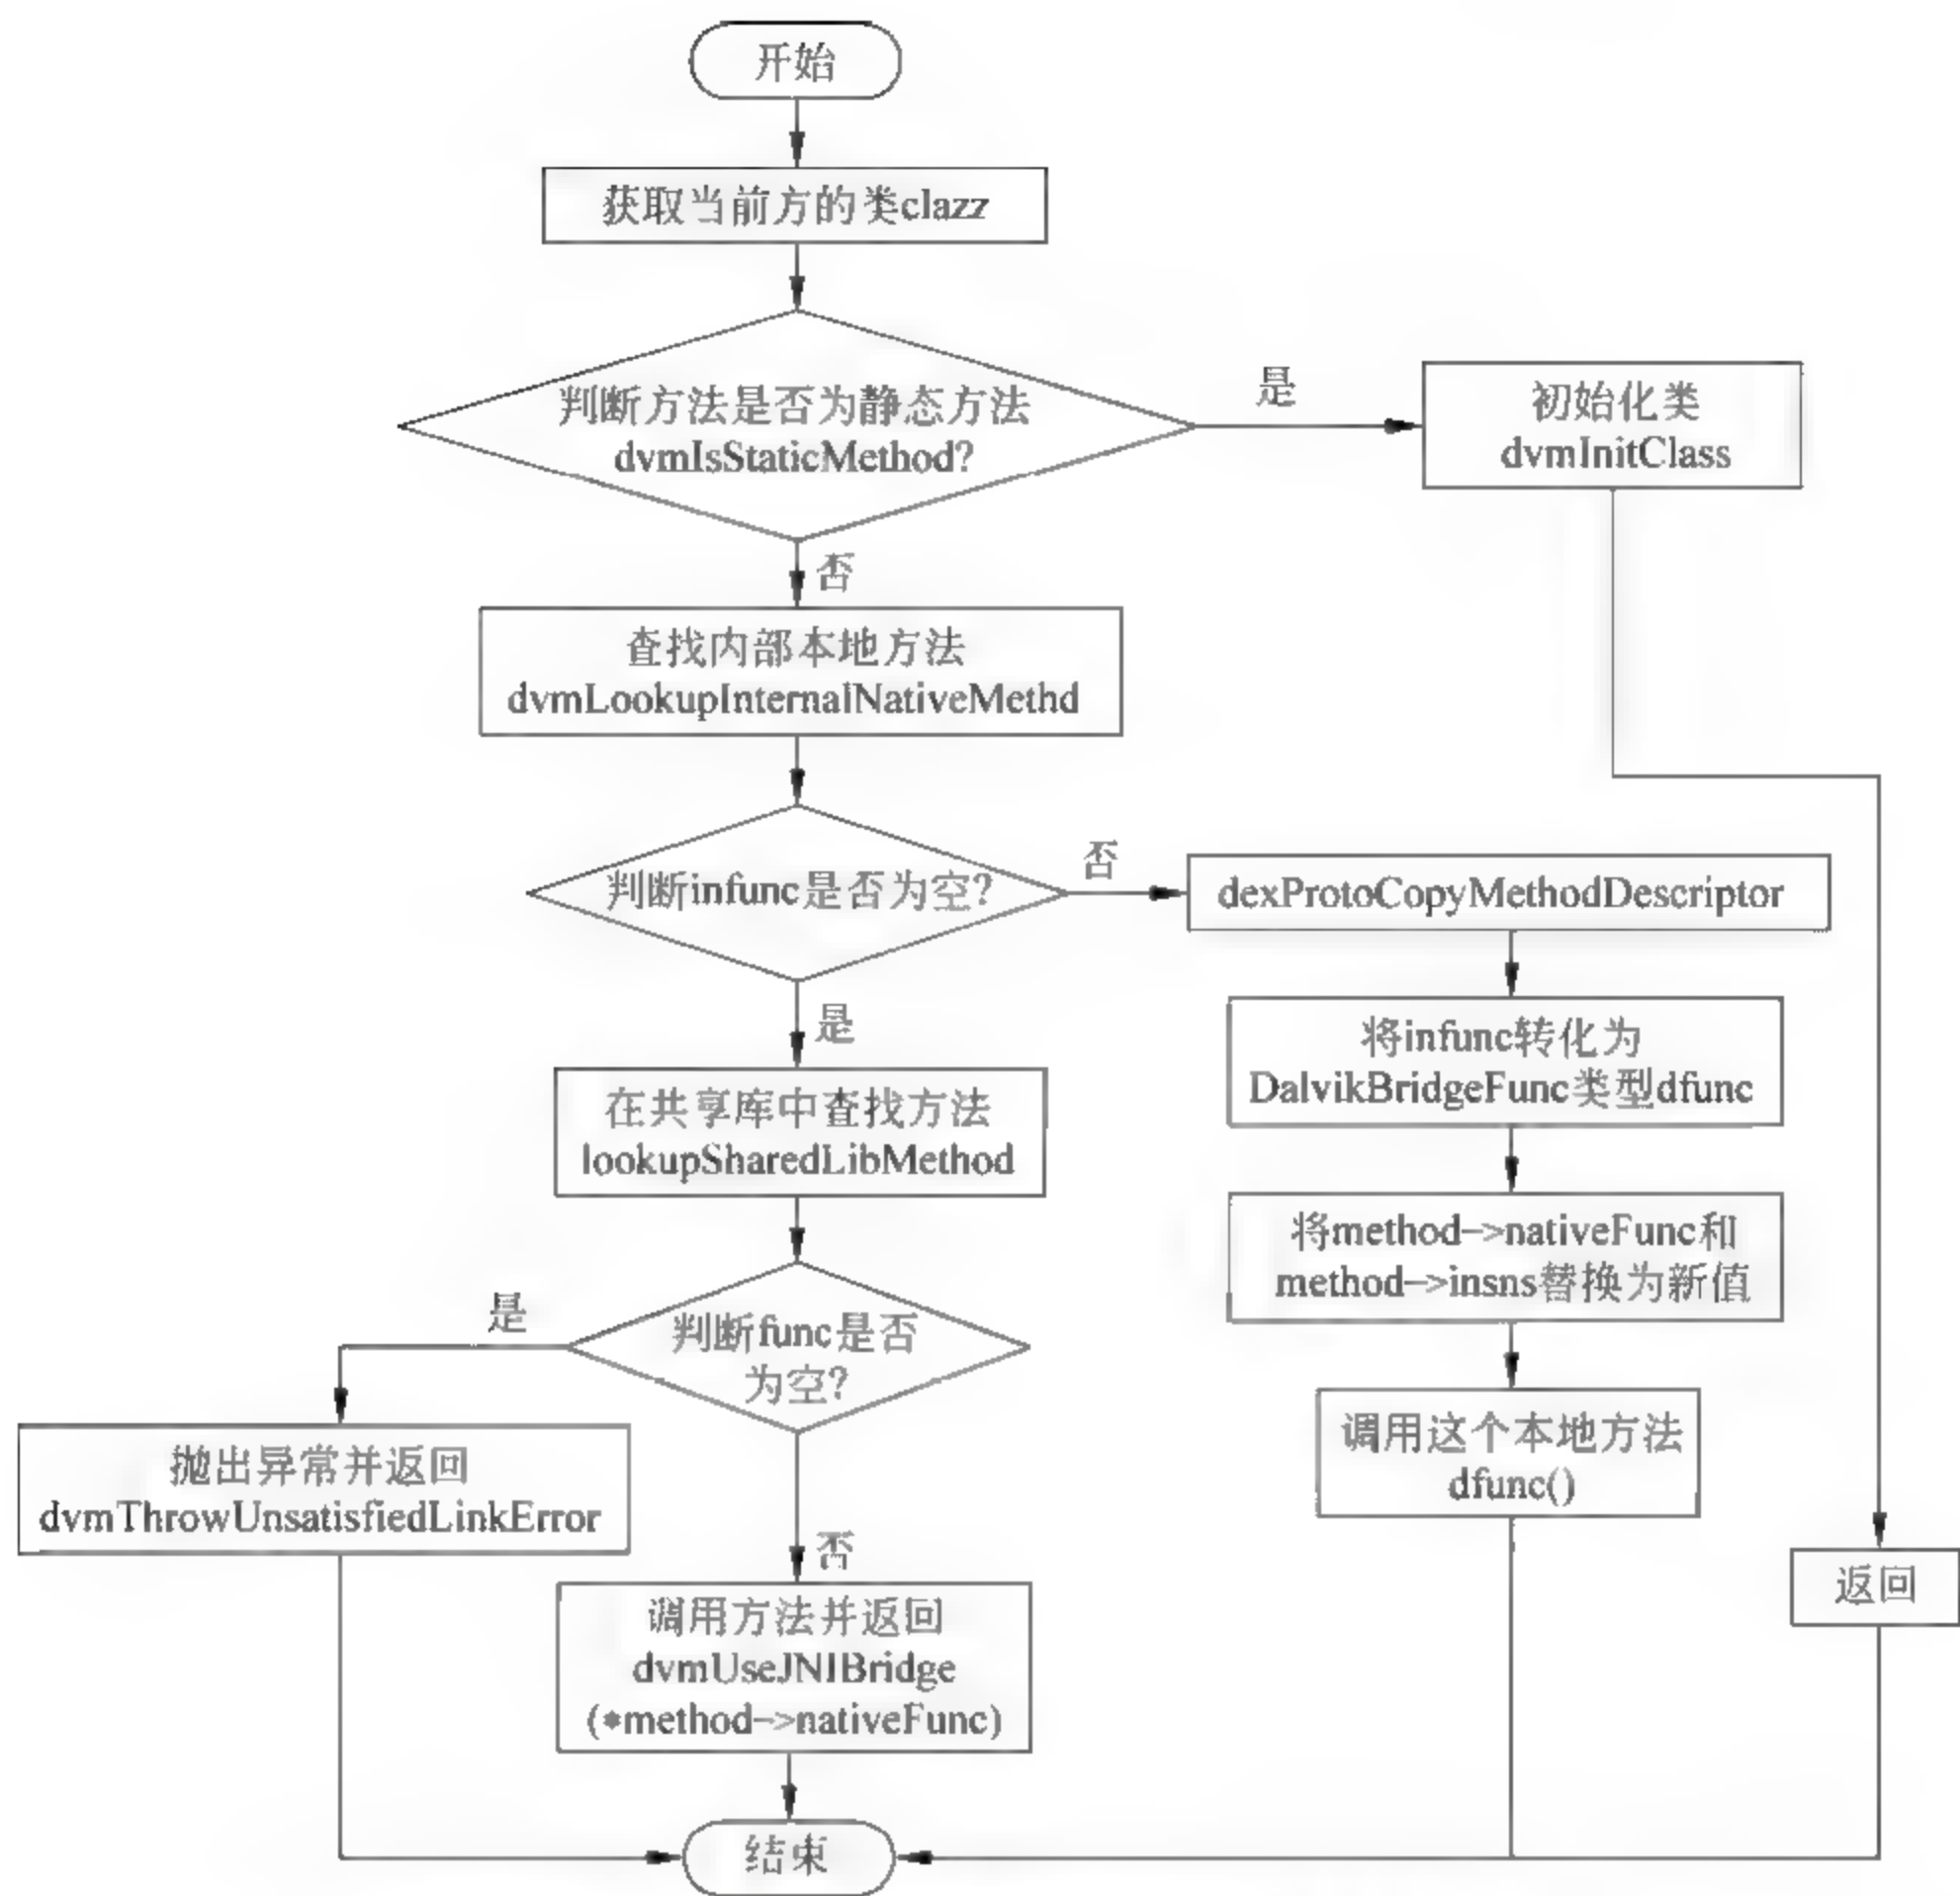 开始
获取当前方的类clazz
判断方法是否为静态方法
dvmIsStaticMethod?
是
初始化类
dvmInitClass
否
查找内部本地方法
dvmLookupInternalNativeMethd
判断infunc是否为空?
否
dexProtoCopyMethodDescriptor
是
将infunc转化为
DalvikBridgeFunc类型dfunc
在共享库中查找方法
lookupSharedLibMethod
将method->nativeFunc和
method->insns替换为新值
判断func是否
为空?
是
调用这个本地方法
dfunc()
抛出异常并返回
dvmThrowUnsatisfiedLinkError
否
返回
调用方法并返回
dvmUseJNIBridge
(*method->nativeFunc)
结束